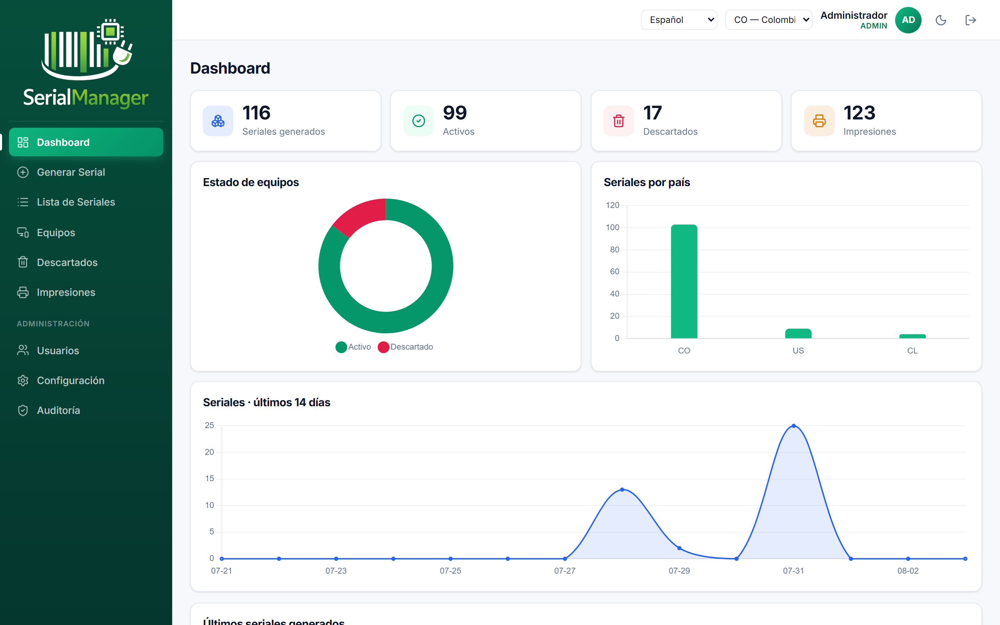 SerialManager
Dashboard
Generar Serial
Lista de Seriales
Equipos
Descartados
Impresiones
ADMINISTRACIÓN
Usuarios
Configuración
Auditoría
Español
CO — Colombi
Administrador
ADMIN
AD
Dashboard
116
Seriales generados
99
Activos
17
Descartados
123
Impresiones
Estado de equipos
Activo
Descartado
Seriales por país
120
100
80
60
40
20
0
CO
US
CL
Seriales · últimos 14 días
25
20
15
10
5
0
07-21
07-23
07-25
07-27
07-29
07-31
08-02
Últimos seriales generados